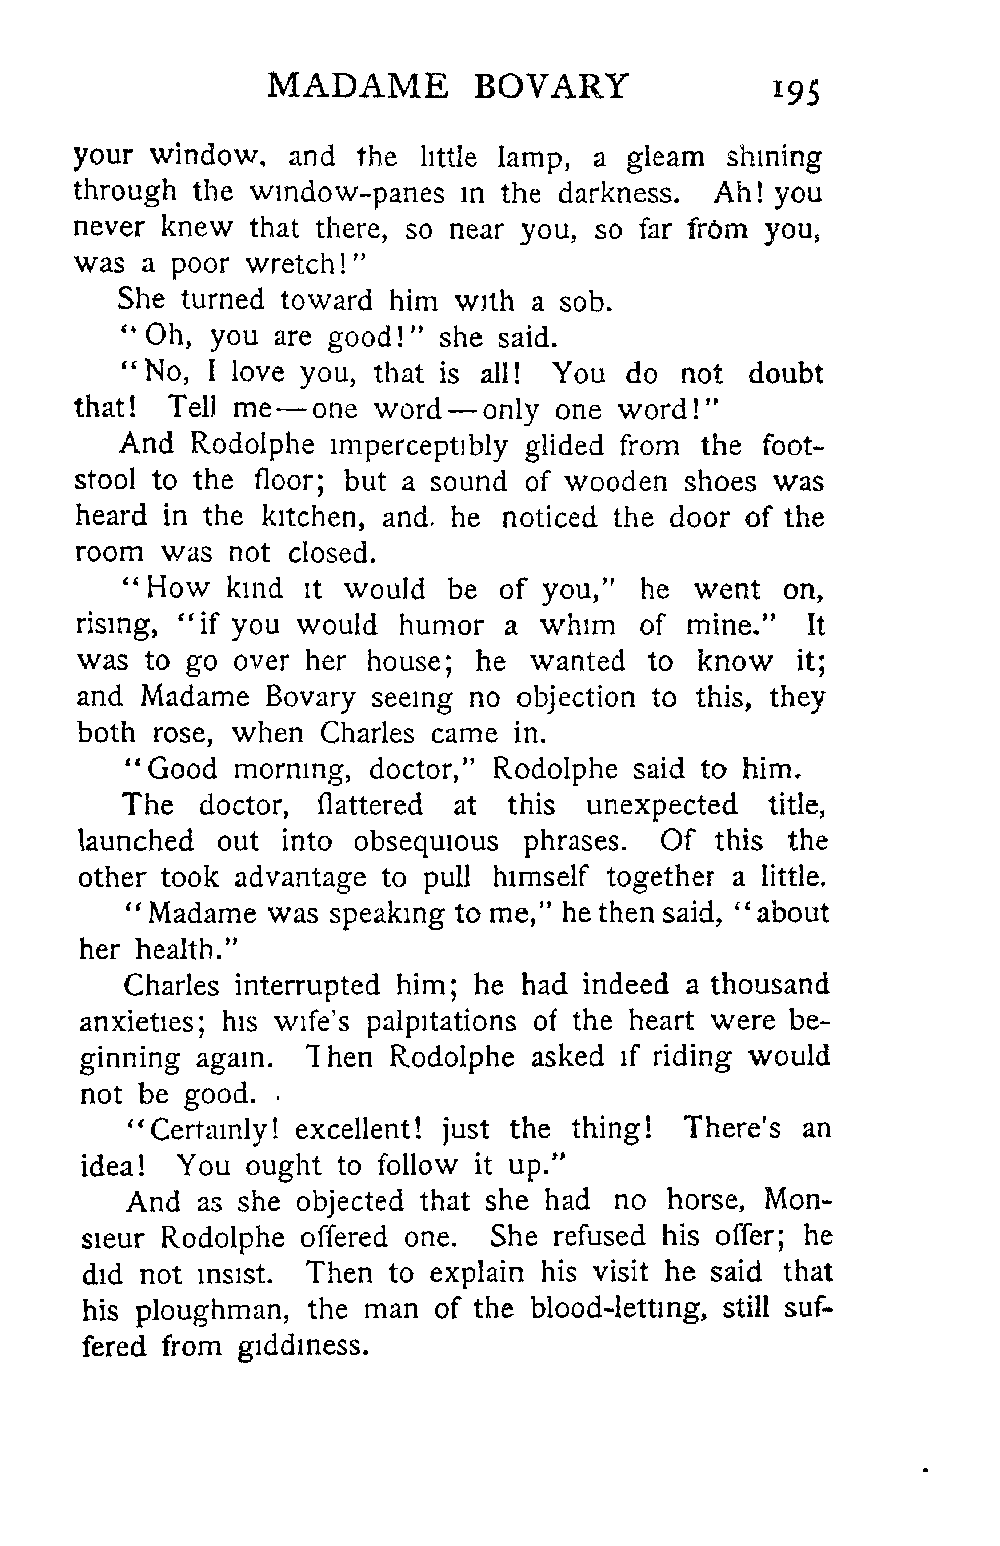 MADAME BOVARY 195
your window, and the little lamp, a gleam shining
through the window-panes in the darkness. Ah! you
never knew that there, so near you, so far from you,
was a poor wretch!"
She turned toward him with a sob.
"Oh, you are good!" she said.
"No, I love you, that is all! You do not doubt
that! Tell me—one word—only one word!"
And Rodolphe imperceptibly glided from the foot-
stool to the floor; but a sound of wooden shoes was
heard in the kitchen, and. he noticed the door of the
room was not closed.
"How kind it would be of you," he went on,
rising, "if you would humor a whim of mine." It
was to go over her house; he wanted to know it;
and Madame Bovary seeing no objection to this, they
both rose, when Charles came in.
"Good morning, doctor," Rodolphe said to him.
The doctor, flattered at this unexpected title,
launched out into obsequious phrases. Of this the
other took advantage to pull himself together a little.
"Madame was speaking to me," he then said, "about
her health."
Charles interrupted him; he had indeed a thousand
anxieties; his wife's palpitations of the heart were be-
ginning again. Then Rodolphe asked if riding would
not be good.
"Certainly! excellent! just the thing! There's an
idea! You ought to follow it up."
And as she objected that she had no horse, Mon-
sieur Rodolphe offered one. She refused his offer; he
did not insist. Then to explain his visit he said that
his ploughman, the man of the blood-letting, still suf-
fered from giddiness.